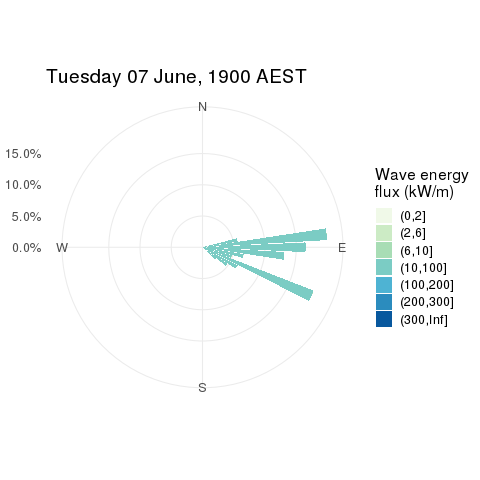 Tuesday 07 June, 1900 AEST
N
15.0%
10.0%
5.0%
0.0%
W
E
S
Wave energy
flux (kW/m)
(0,2]
(2,6]
(6,10]
(10,100]
(100,200]
(200,300]
(300,Inf]